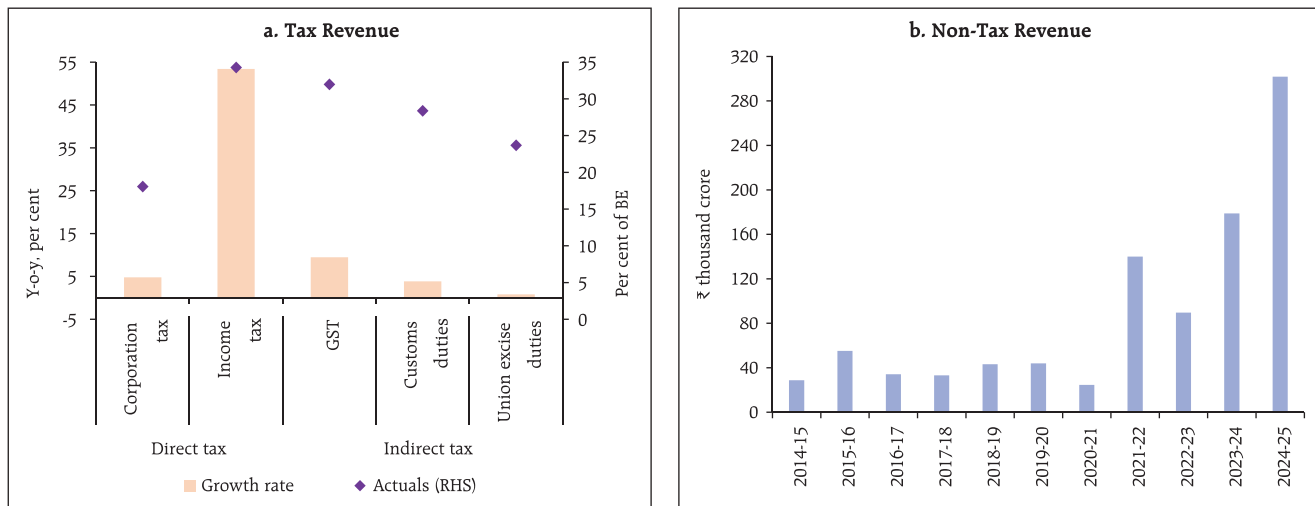 a. Tax Revenue
55
45
35
25
15
5
-5
Y-o-y, per cent
35
30
25
20
15
10
5
0
Per cent of BE
Corporation
tax
Income
tax
GST
Customs
duties
Union excise
duties
Direct tax
Indirect tax
Growth rate
Actuals (RHS)
b. Non-Tax Revenue
320
280
240
200
160
120
80
40
0
₹ thousand crore
2014-15
2015-16
2016-17
2017-18
2018-19
2019-20
2020-21
2021-22
2022-23
2023-24
2024-25